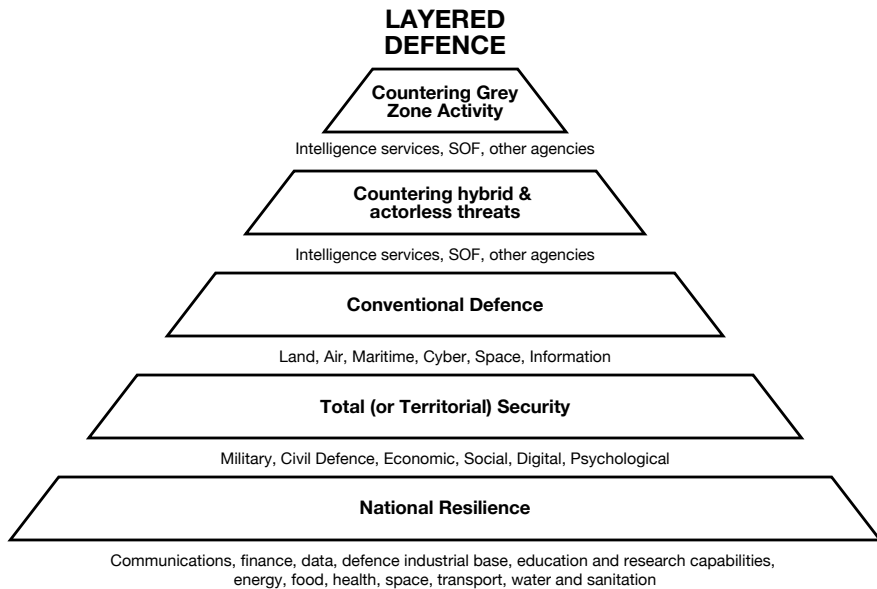 LAYERED
DEFENCE
Countering Grey
Zone Activity
Intelligence services, SOF, other agencies
Countering hybrid &
actorless threats
Intelligence services, SOF, other agencies
Conventional Defence
Land, Air, Maritime, Cyber, Space, Information
Total (or Territorial) Security
Military, Civil Defence, Economic, Social, Digital, Psychological
National Resilience
Communications, finance, data, defence industrial base, education and research capabilities,
energy, food, health, space, transport, water and sanitation